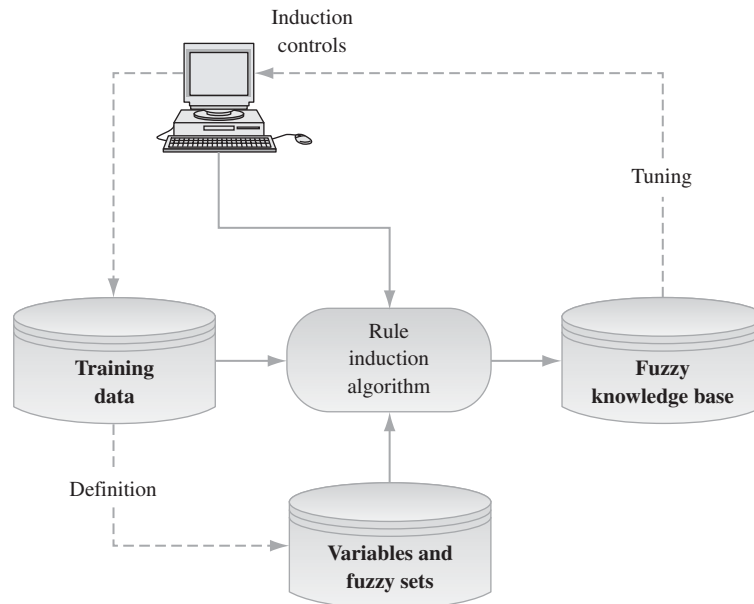 Induction
controls
Tuning
Rule
induction
algorithm
Training
data
Fuzzy
knowledge base
Definition
Variables and
fuzzy sets